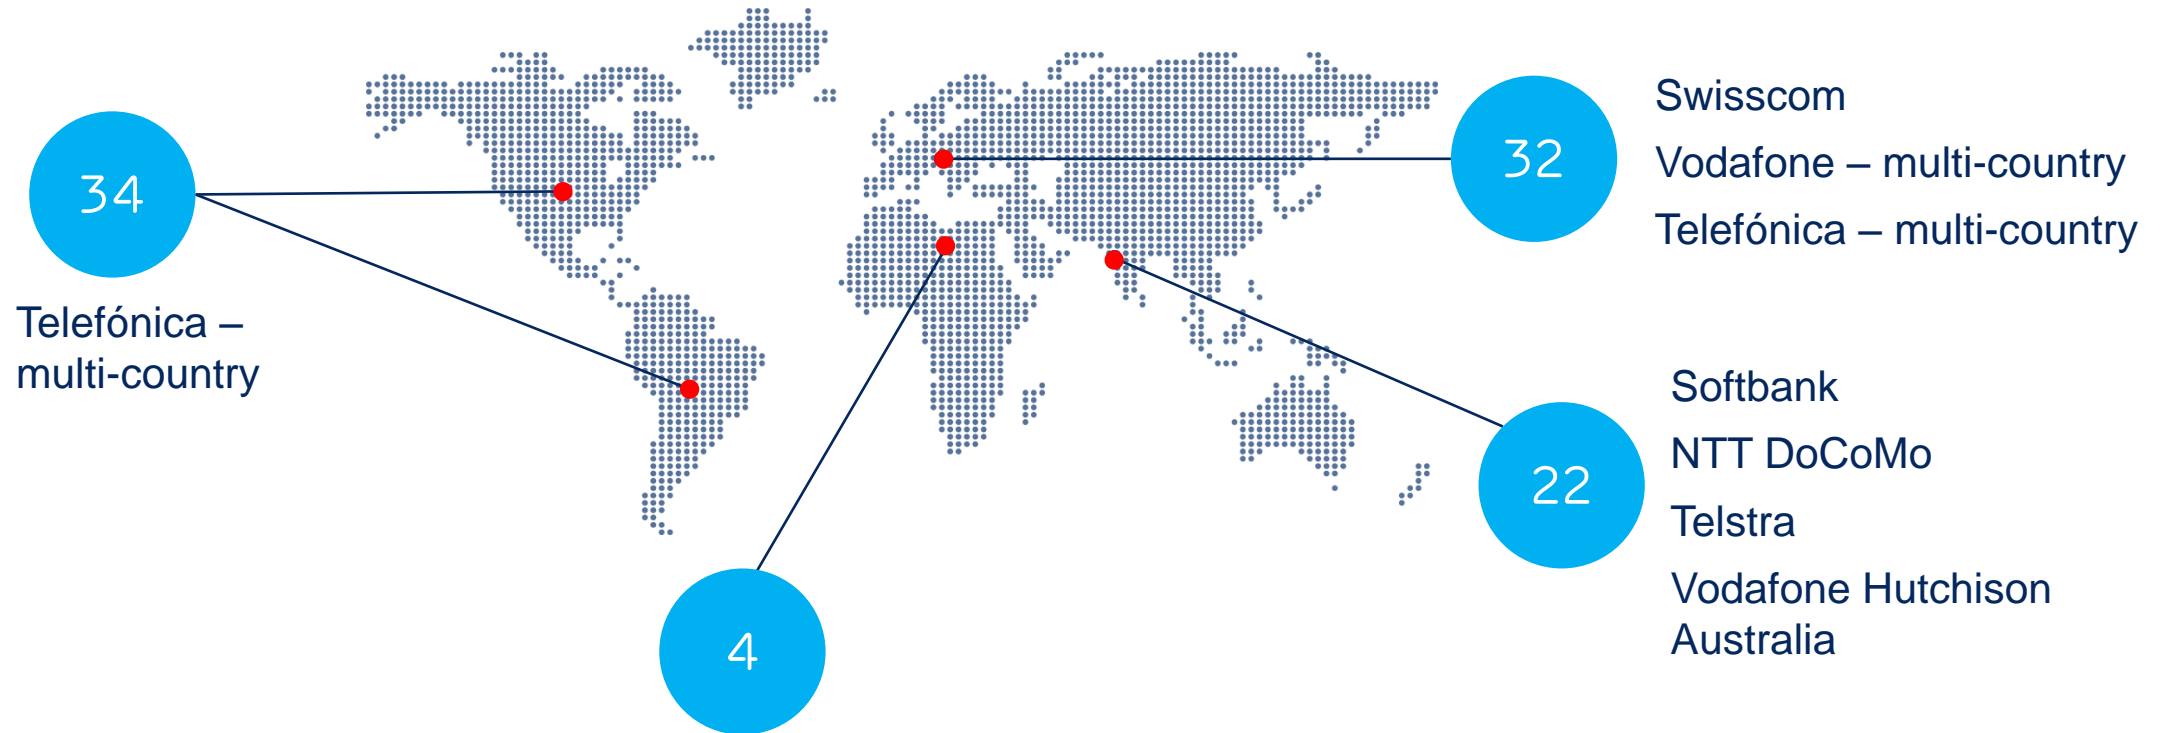 34
Telefónica –
multi-country
4
32
Swisscom
Vodafone – multi-country
Telefónica – multi-country
22
Softbank
NTT DoCoMo
Telstra
Vodafone Hutchison
Australia